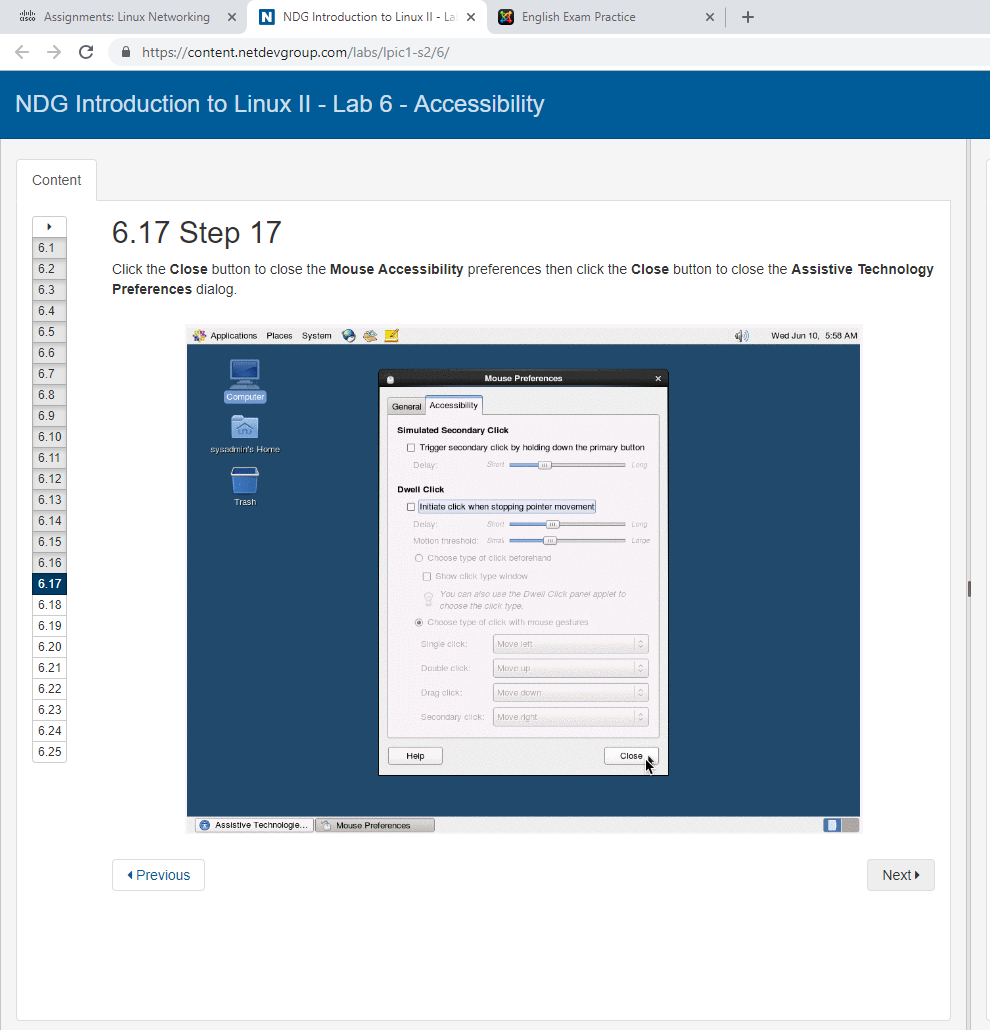 Assignments: Linux Networking
NDG Introduction to Linux II - La
English Exam Practice
https://content.netdevgroup.com/labs/lpic1-s2/6/
NDG Introduction to Linux II - Lab 6 - Accessibility
Content
6.1
6.2
6.3
6.4
6.5
6.6
6.7
6.8
6.9
6.10
6.11
6.12
6.13
6.14
6.15
6.16
6.17
6.18
6.19
6.20
6.21
6.22
6.23
6.24
6.25
6.17 Step 17
Click the Close button to close the Mouse Accessibility preferences then click the Close button to close the Assistive Technology
Preferences dialog.
Applications Places System Wed Jun 10, 5:58 AM
Computer
sysadmin's Home
Trash
Mouse Preferences
General Accessibility
Simulated Secondary Click
Trigger secondary click by holding down the primary button
Delay: Short Long
Dwell Click
Initiate click when stopping pointer movement
Delay: Short Long
Motion threshold: Small Large
Choose type of click beforehand
Show click type window
You can also use the Dwell Click panel applet to
choose the click type.
Choose type of click with mouse gestures
Single click: Move left
Double click: Move up
Drag click: Move down
Secondary click: Move right
Help Close
Assistive Technologie... Mouse Preferences
Previous Next